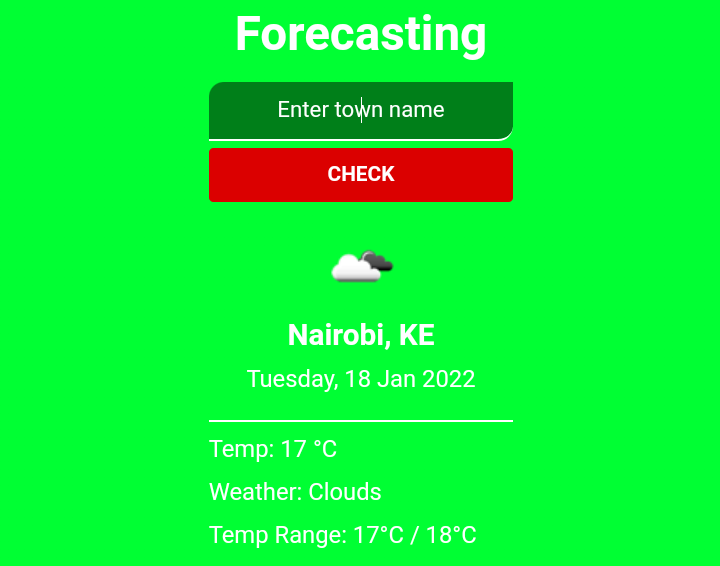 Forecasting
Enter town name
CHECK
Nairobi, KE
Tuesday, 18 Jan 2022
Temp: 17 °C
Weather: Clouds
Temp Range: 17°C / 18°C